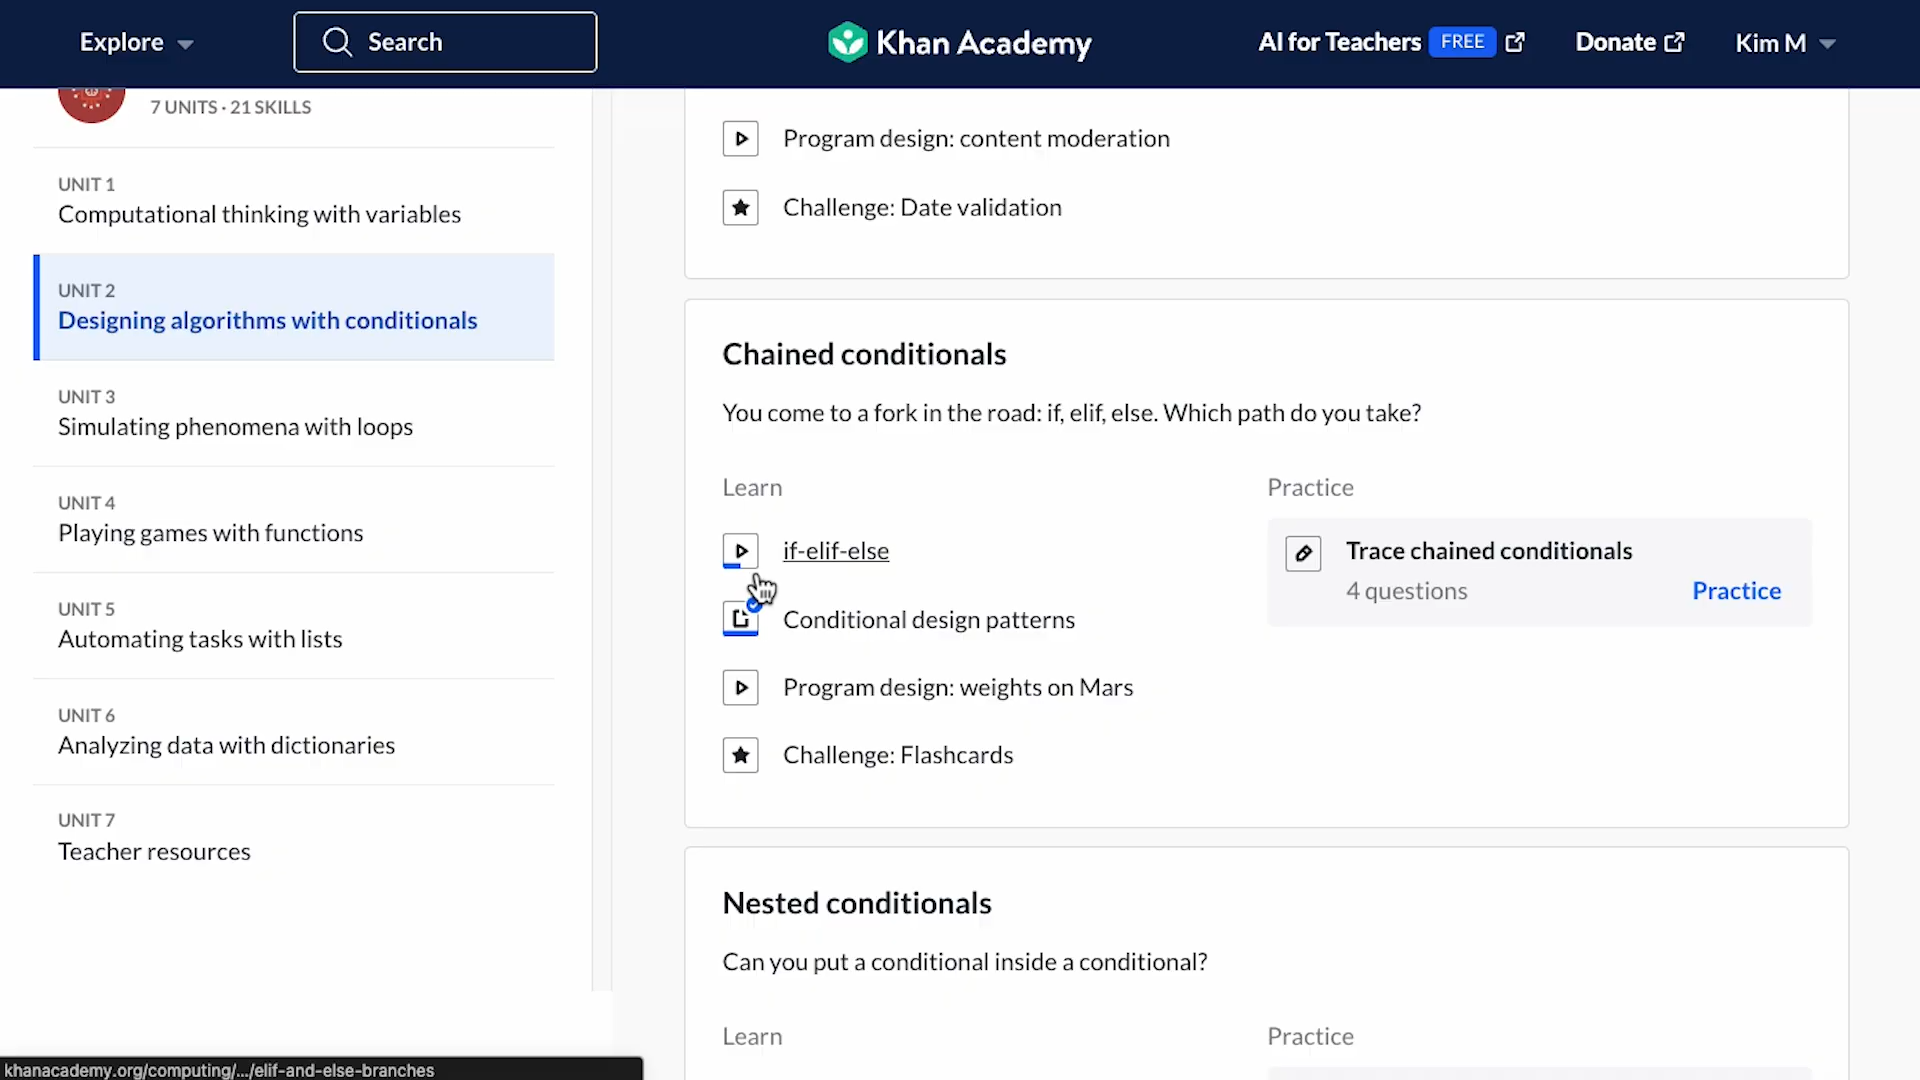 Explore
Search
Khan Academy
AI for Teachers FREE
Donate
Kim M
7 UNITS · 21 SKILLS
UNIT 1
Computational thinking with variables
UNIT 2
Designing algorithms with conditionals
UNIT 3
Simulating phenomena with loops
UNIT 4
Playing games with functions
UNIT 5
Automating tasks with lists
UNIT 6
Analyzing data with dictionaries
UNIT 7
Teacher resources
Program design: content moderation
Challenge: Date validation
Chained conditionals
You come to a fork in the road: if, elif, else. Which path do you take?
Learn
if-elif-else
Conditional design patterns
Program design: weights on Mars
Challenge: Flashcards
Practice
Trace chained conditionals
4 questions
Practice
Nested conditionals
Can you put a conditional inside a conditional?
Learn
Practice
khanacademy.org/computing/.../elif-and-else-branches